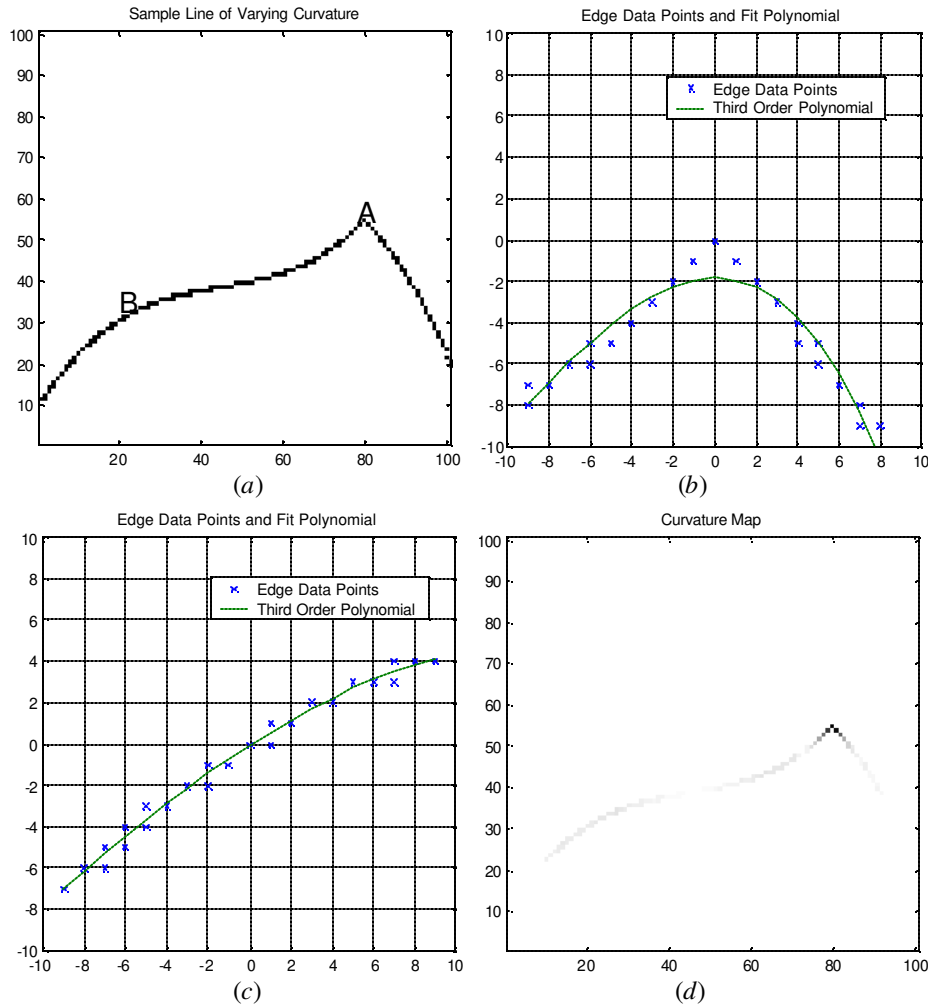 Sample Line of Varying Curvature
100
90
80
70
60
50
40
30
20
10
A
B
20 40 60 80 100
(a)
Edge Data Points and Fit Polynomial
10
8
6
4
2
0
-2
-4
-6
-8
-10
Edge Data Points
Third Order Polynomial
-10 -8 -6 -4 -2 0 2 4 6 8 10
(b)
Edge Data Points and Fit Polynomial
10
8
6
4
2
0
-2
-4
-6
-8
-10
Edge Data Points
Third Order Polynomial
-10 -8 -6 -4 -2 0 2 4 6 8 10
(c)
Curvature Map
100
90
80
70
60
50
40
30
20
10
20 40 60 80 100
(d)